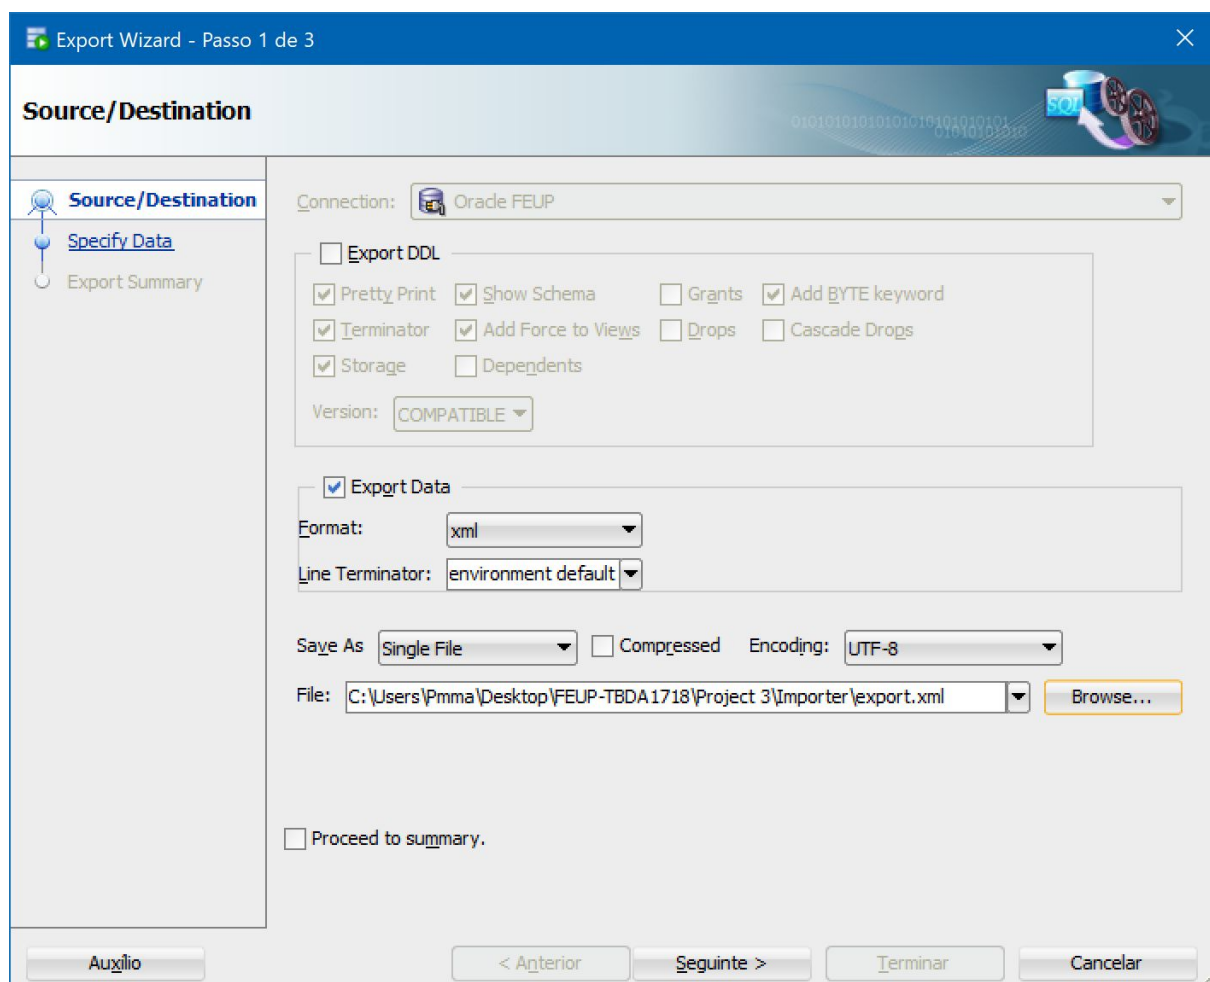 Export Wizard - Passo 1 de 3
Source/Destination
SQL
010101010101010101010101010101
01010101010
Source/Destination
Specify Data
Export Summary
Connection: Oracle FEUP
Export DDL
Pretty Print Show Schema Grants Add BYTE keyword
Terminator Add Force to Views Drops Cascade Drops
Storage Dependents
Version: COMPATIBLE
Export Data
Format: xml
Line Terminator: environment default
Save As Single File Compressed Encoding: UTF-8
File: C:\Users\Pmma\Desktop\FEUP-TBDA1718\Project 3\Importer\export.xml Browse...
Proceed to summary.
Auxílio < Anterior Seguinte > Terminar Cancelar